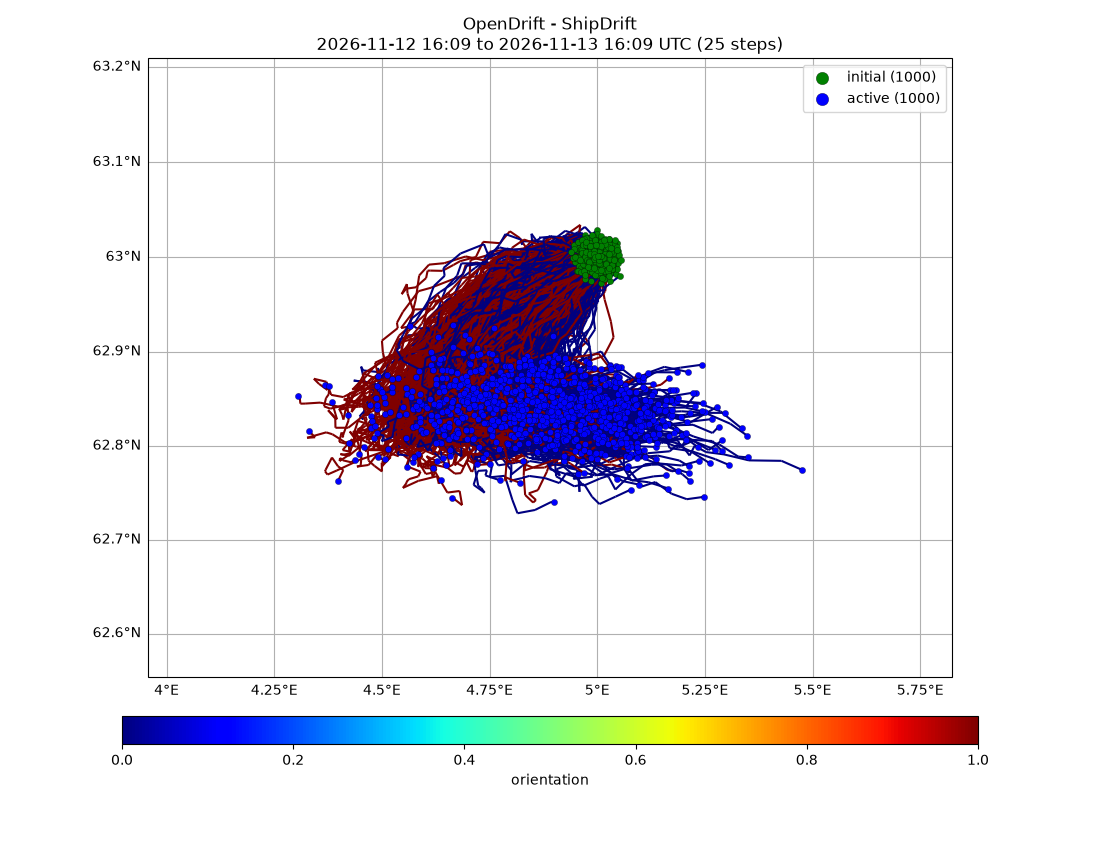 OpenDrift - ShipDrift
2026-11-12 16:09 to 2026-11-13 16:09 UTC (25 steps)
initial (1000)
active (1000)
63.2°N
63.1°N
63°N
62.9°N
62.8°N
62.7°N
62.6°N
4°E 4.25°E 4.5°E 4.75°E 5°E 5.25°E 5.5°E 5.75°E
0.0 0.2 0.4 0.6 0.8 1.0
orientation